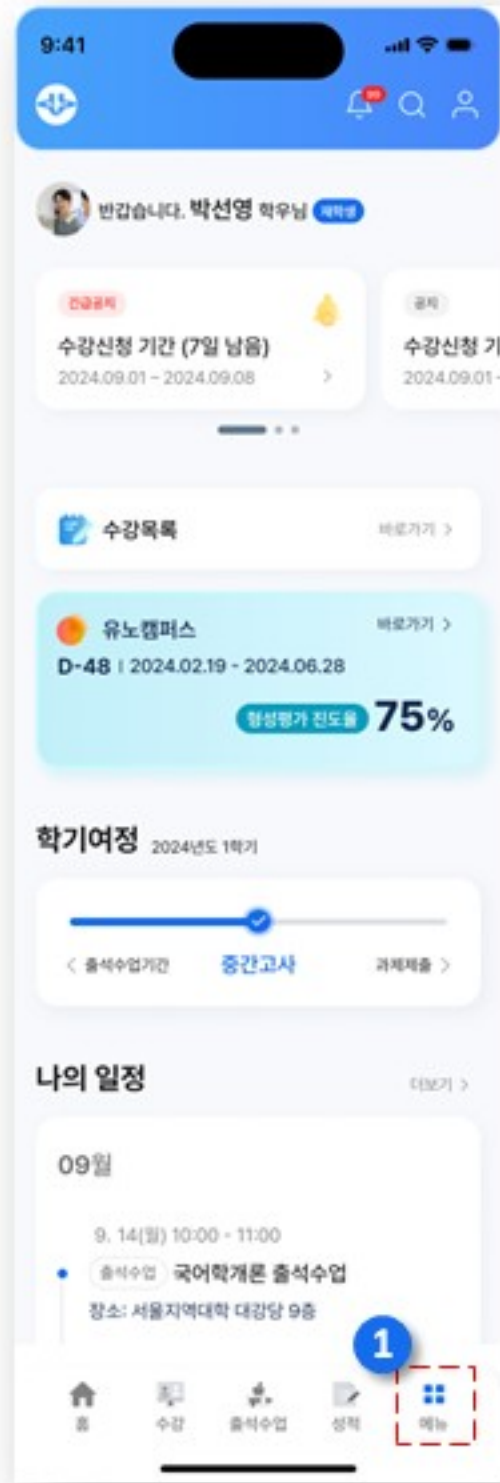 9:41
99
반갑습니다. 박선영 학우님 재학생
긴급공지
수강신청 기간 (7일 남음)
2024.09.01 - 2024.09.08
공지
수강신청 기
2024.09.01 -
수강목록 바로가기
유노캠퍼스 바로가기
D-48 | 2024.02.19 - 2024.06.28
형성평가 진도율 75%
학기여정 2024년도 1학기
출석수업기간 중간고사 과제제출
나의 일정 더보기
09월
9. 14(월) 10:00 - 11:00
출석수업 국어학개론 출석수업
장소: 서울지역대학 대강당 9층
1
홈 수강 출석수업 성적 메뉴